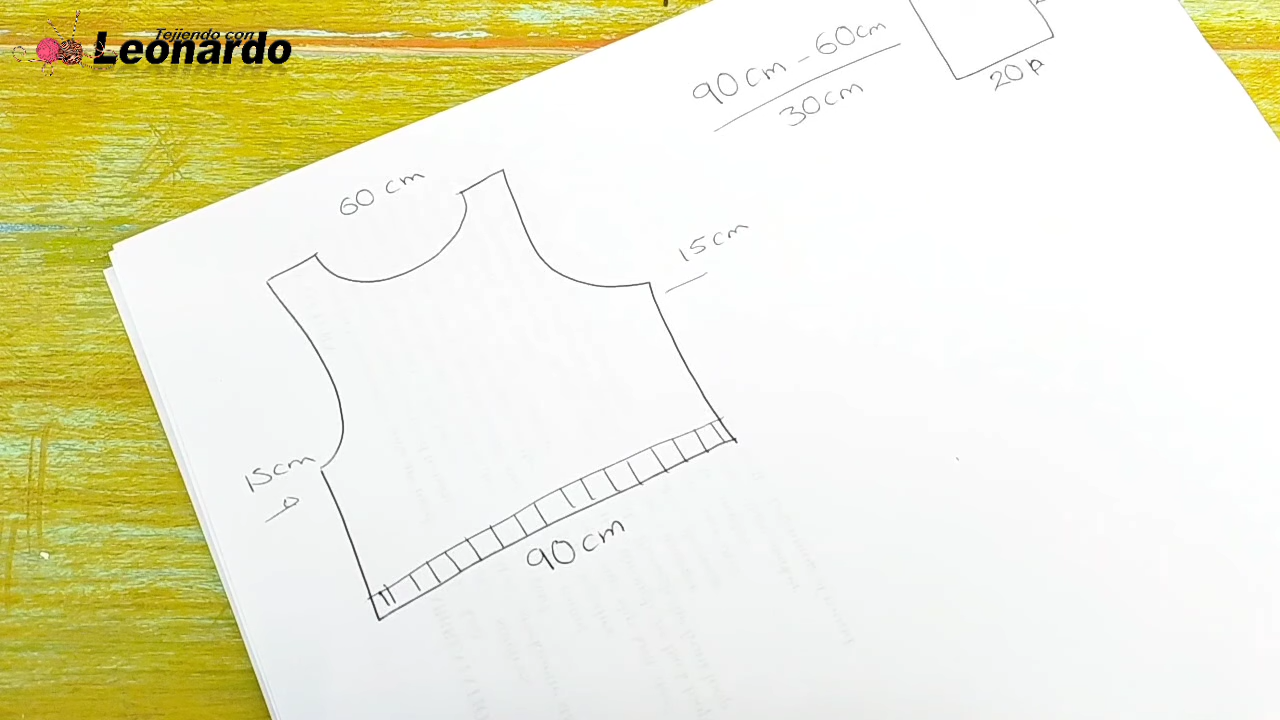 Tejiendo con
Leonardo
90 cm - 60 cm
30 cm
20 p
60 cm
15 cm
15 cm
90 cm